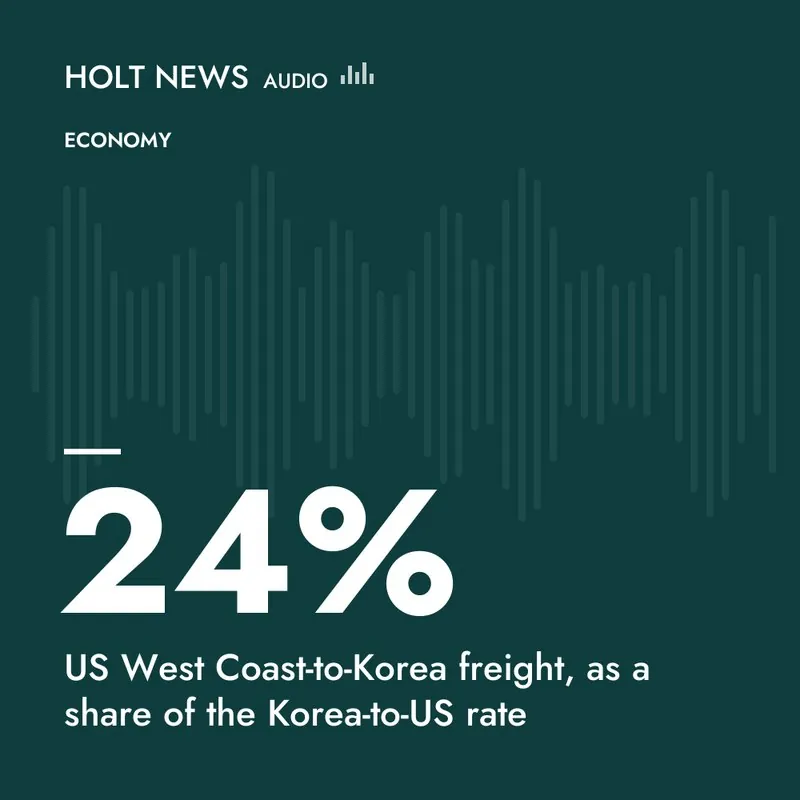 HOLT NEWS AUDIO
ECONOMY
24%
US West Coast-to-Korea freight, as a
share of the Korea-to-US rate